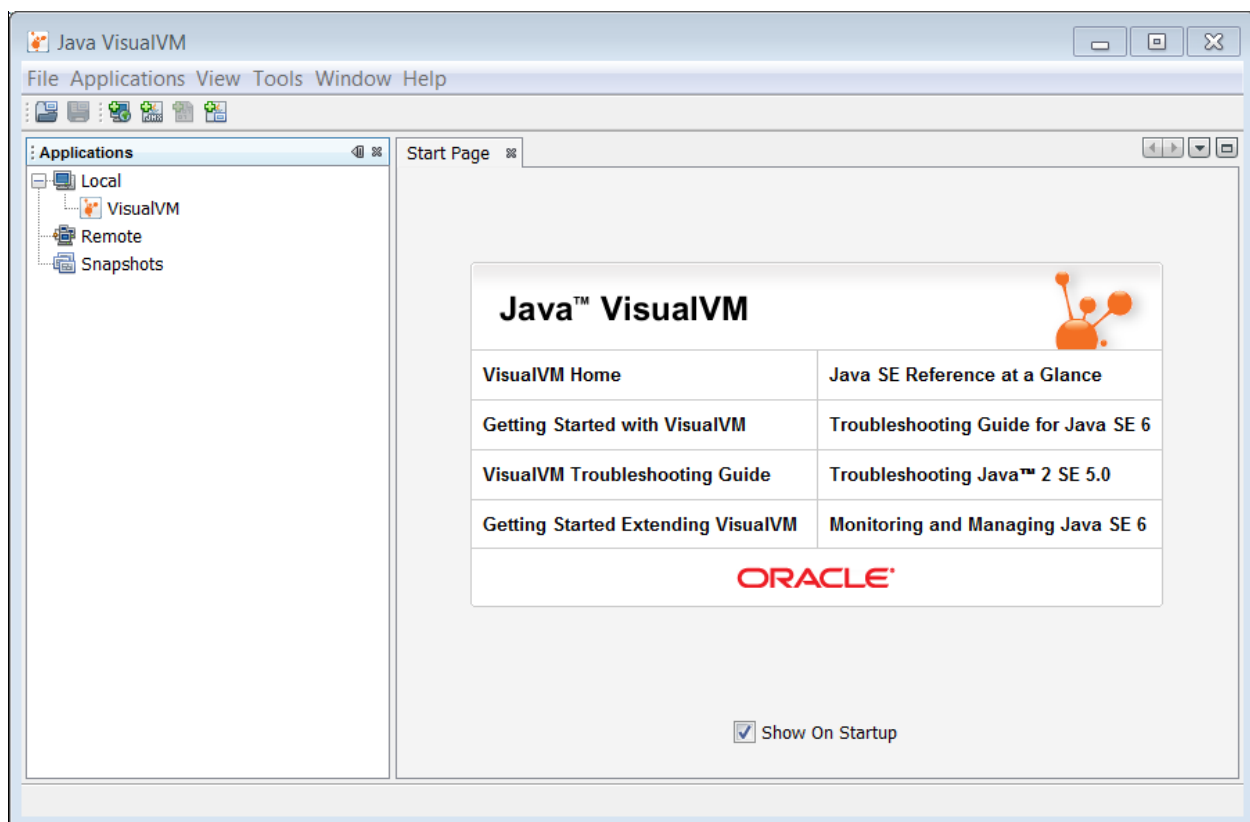 Java VisualVM
File Applications View Tools Window Help
JMX
Applications
Start Page
Local
VisualVM
Remote
Snapshots
Java™ VisualVM
VisualVM Home
Java SE Reference at a Glance
Getting Started with VisualVM
Troubleshooting Guide for Java SE 6
VisualVM Troubleshooting Guide
Troubleshooting Java™ 2 SE 5.0
Getting Started Extending VisualVM
Monitoring and Managing Java SE 6
ORACLE
Show On Startup